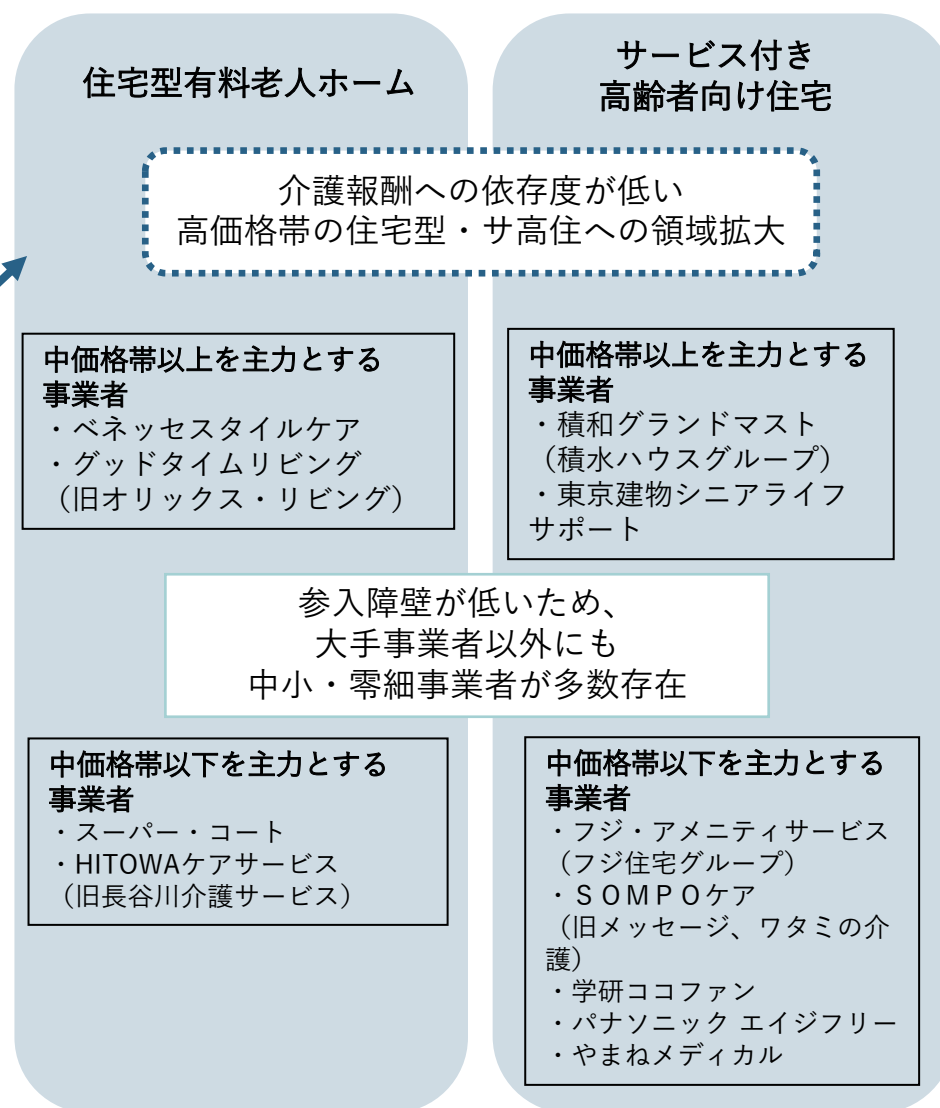 住宅型有料老人ホーム
サービス付き
高齢者向け住宅
介護報酬への依存度が低い
高価格帯の住宅型・サ高住への領域拡大
中価格帯以上を主力とする
事業者
・ベネッセスタイルケア
・グッドタイムリビング
（旧オリックス・リビング）
中価格帯以上を主力とする
事業者
・積和グランドマスト
（積水ハウスグループ）
・東京建物シニアライフ
サポート
参入障壁が低いため、
大手事業者以外にも
中小・零細事業者が多数存在
中価格帯以下を主力とする
事業者
・スーパー・コート
・HITOWAケアサービス
（旧長谷川介護サービス）
中価格帯以下を主力とする
事業者
・フジ・アメニティサービス
（フジ住宅グループ）
・ＳＯＭＰＯケア
（旧メッセージ、ワタミの介
護）
・学研ココファン
・パナソニック エイジフリー
・やまねメディカル